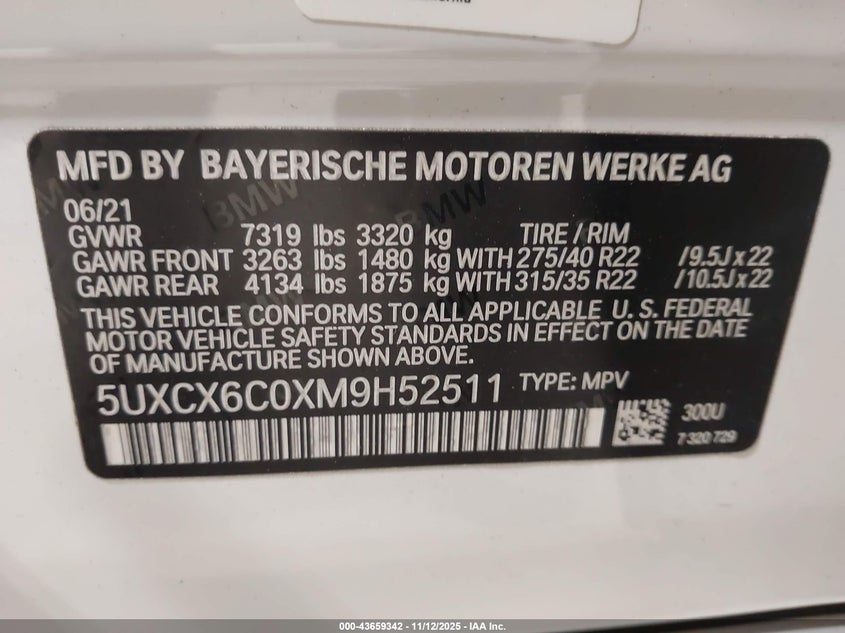 MFD BY BAYERISCHE MOTOREN WERKE AG
06/21
GVWR 7319 lbs 3320 kg TIRE / RIM
GAWR FRONT 3263 lbs 1480 kg WITH 275/40 R22 /9.5J x 22
GAWR REAR 4134 lbs 1875 kg WITH 315/35 R22 /10.5J x 22
THIS VEHICLE CONFORMS TO ALL APPLICABLE U. S. FEDERAL
MOTOR VEHICLE SAFETY STANDARDS IN EFFECT ON THE DATE
OF MANUFACTURE SHOWN ABOVE.
5UXCX6C0XM9H52511 TYPE: MPV
300U
7 320 729
000-43659342 - 11/12/2025 - IAA Inc.